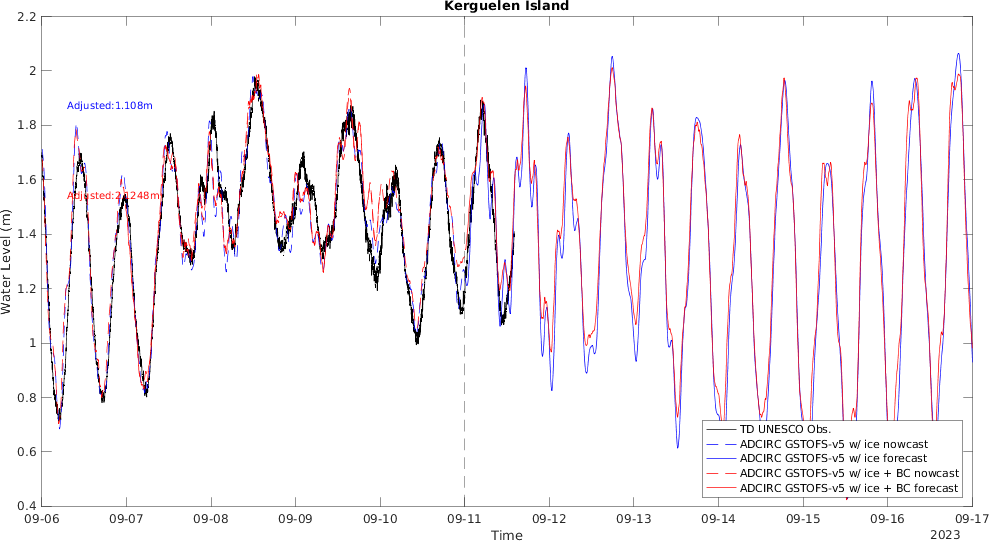 Kerguelen Island
2.2
2
1.8
1.6
1.4
1.2
1
0.8
0.6
0.4
Water Level (m)
Adjusted:1.108m
TD UNESCO Obs.
ADCIRC GSTOFS-v5 w/ ice nowcast
ADCIRC GSTOFS-v5 w/ ice forecast
ADCIRC GSTOFS-v5 w/ ice + BC nowcast
ADCIRC GSTOFS-v5 w/ ice + BC forecast
09-06 09-07 09-08 09-09 09-10 09-11 09-12 09-13 09-14 09-15 09-16 09-17
Time
2023